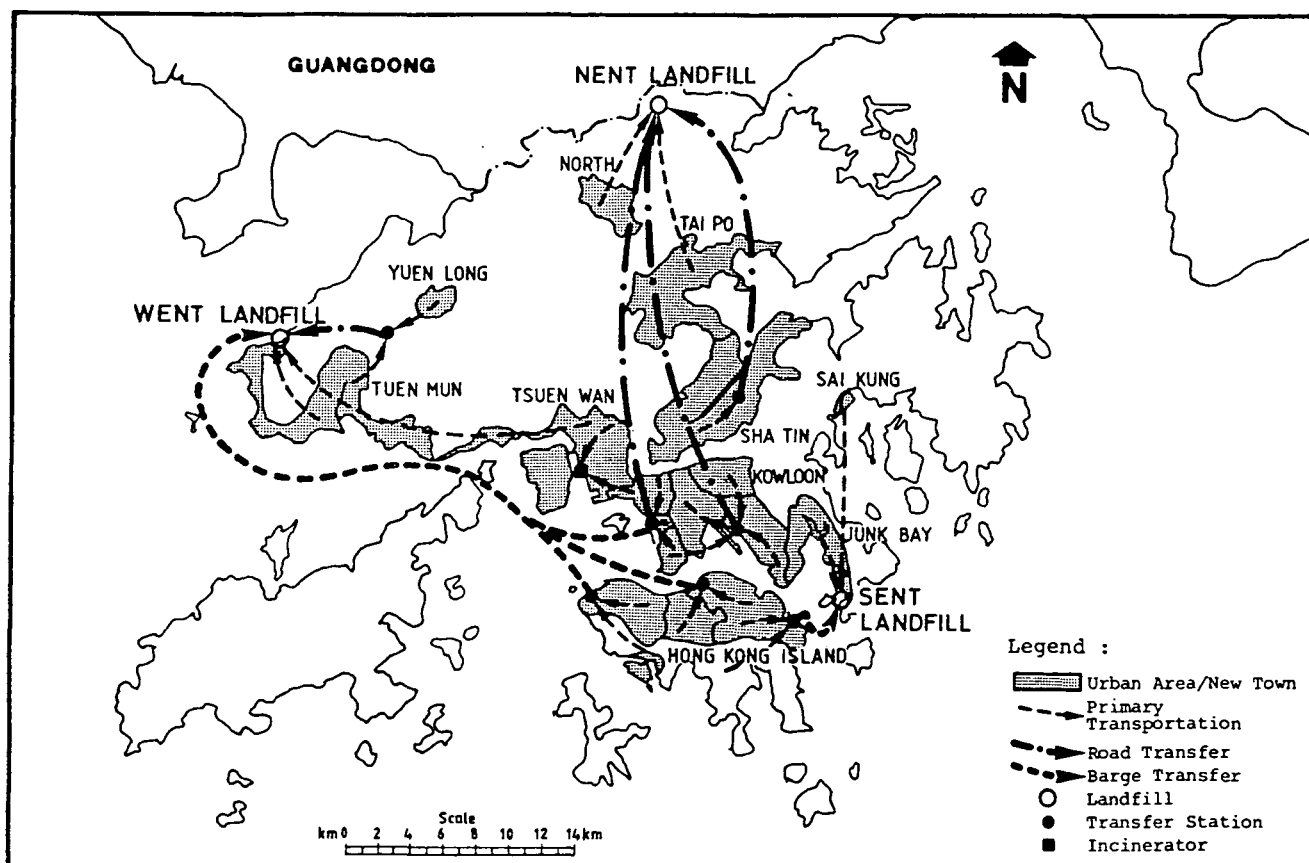 GUANGDONG
NENT LANDFILL
N
NORTH
TAI PO
YUEN LONG
WENT LANDFILL
TUEN MUN
TSUEN WAN
SAI KUNG
SHA TIN
KOWLOON
JUNK BAY
SENT
LANDFILL
HONG KONG ISLAND
Legend :
Urban Area/New Town
Primary
Transportation
Road Transfer
Barge Transfer
Landfill
Transfer Station
Incinerator
Scale
km 0 2 4 6 8 10 12 14km